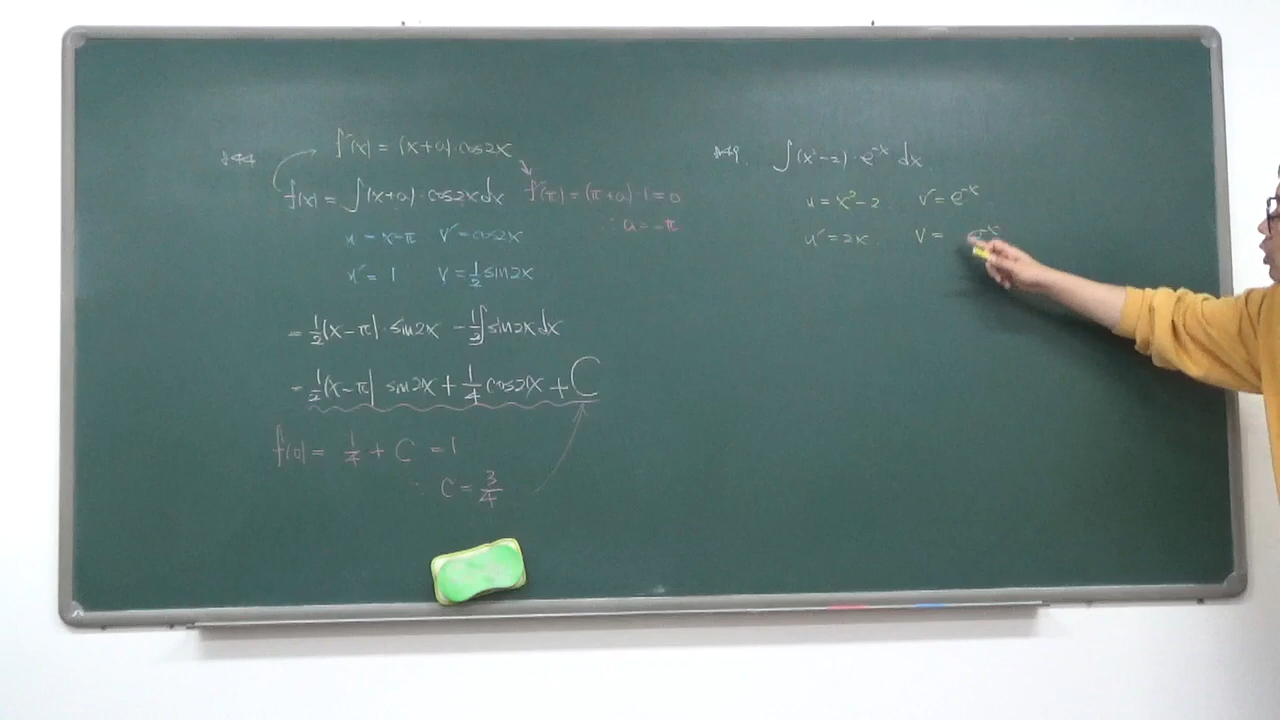 f'(x) = (x+a)·cos2x
f(x) = ∫(x+a)·cos2x dx
f'(π) = (π+a)·1 = 0
∴ a = -π
u = x-π v' = cos2x
u' = 1 v = 1/2 sin2x
= 1/2(x-π)·sin2x - 1/2∫sin2x dx
= 1/2(x-π) sin2x + 1/4 cos2x + C
f(0) = 1/4 + C = 1
∴ C = 3/4
∫(x²-2)·e^-x dx
u = x²-2 v' = e^-x
u' = 2x v = e^-x